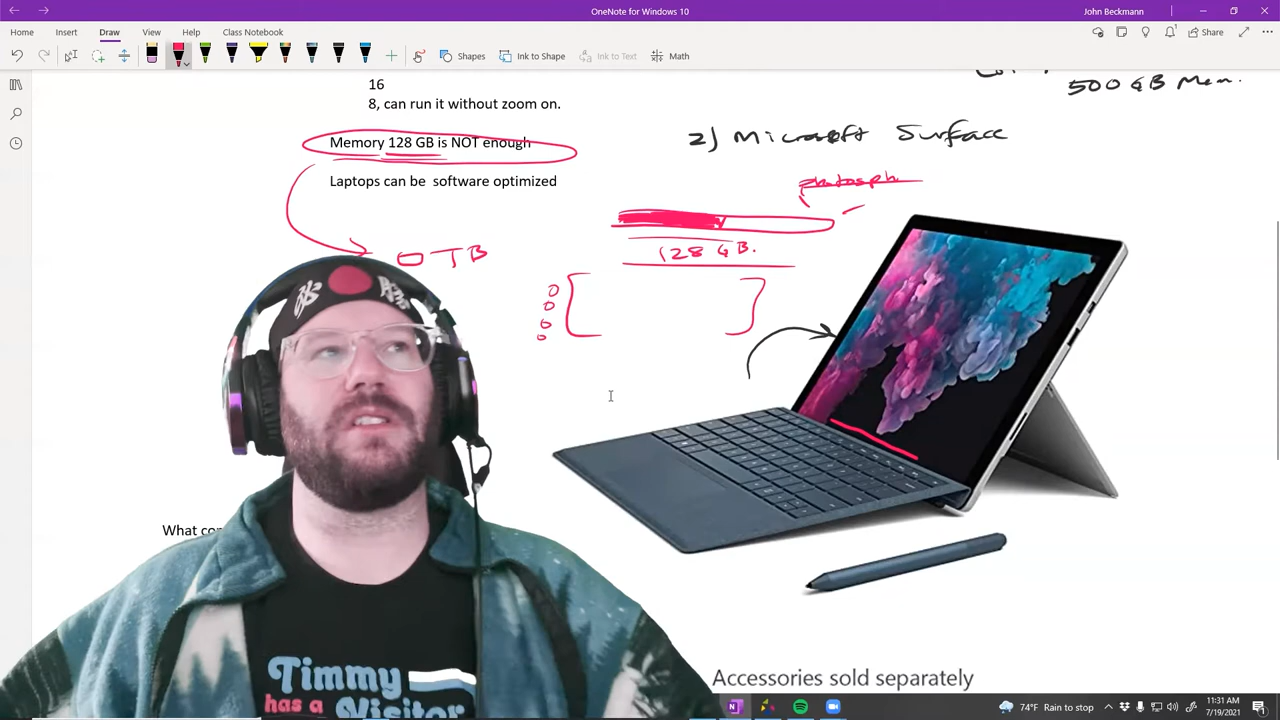 OneNote for Windows 10
John Beckmann
Home Insert Draw View Help Class Notebook
Share
Shapes Ink to Shape Ink to Text Math
16
8, can run it without zoom on.
500 GB Mem.
Memory 128 GB is NOT enough
2) Microsoft Surface
Laptops can be  software optimized
128 GB.
TB
What con
Timmy
has a
Visitor
Accessories sold separately
74°F Rain to stop
11:31 AM
7/19/2021